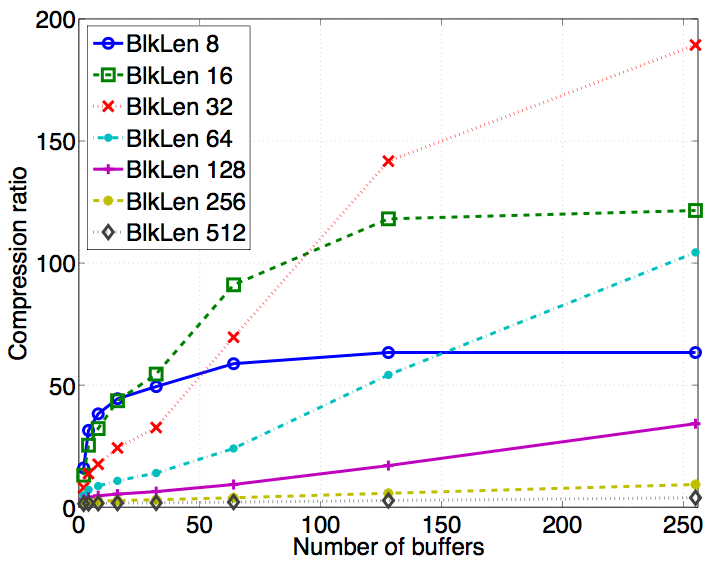 200
150
100
50
0
Compression ratio
BlkLen 8
BlkLen 16
BlkLen 32
BlkLen 64
BlkLen 128
BlkLen 256
BlkLen 512
0 50 100 150 200 250
Number of buffers